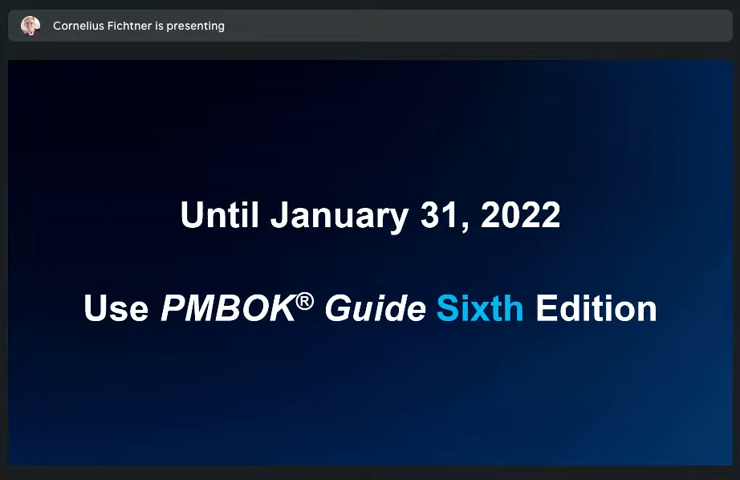 Cornelius Fichtner is presenting
Until January 31, 2022
Use PMBOK® Guide Sixth Edition